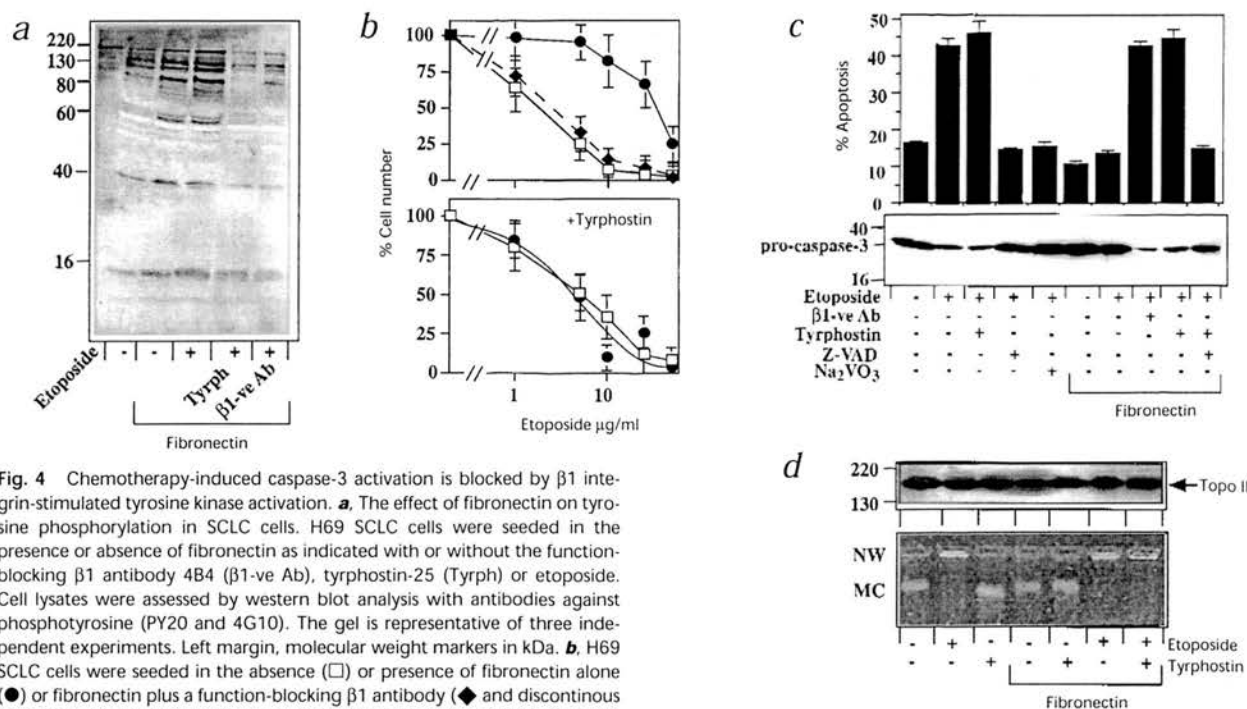 a
220
130
80
60
40
16
Etoposide - - + + +
Tyrph
β1-ve Ab
Fibronectin
b
100
75
50
25
0
% Cell number
+Tyrphostin
100
75
50
25
0
1 10
Etoposide μg/ml
c
50
40
30
20
10
0
% Apoptosis
pro-caspase-3
40
30
16
Etoposide - + + + + - + + + +
β1-ve Ab - - - - - - - + - -
Tyrphostin - - + - - - - - + +
Z-VAD - - - + - - - - - +
Na₂VO₃ - - - - + - - - - -
Fibronectin
d
220
130
Topo II
NW
MC
- + - - - + + Etoposide
- - + - + - + Tyrphostin
Fibronectin
Fig. 4 Chemotherapy-induced caspase-3 activation is blocked by β1 inte-
grin-stimulated tyrosine kinase activation. a, The effect of fibronectin on tyro-
sine phosphorylation in SCLC cells. H69 SCLC cells were seeded in the
presence or absence of fibronectin as indicated with or without the function-
blocking β1 antibody 4B4 (β1-ve Ab), tyrphostin-25 (Tyrph) or etoposide.
Cell lysates were assessed by western blot analysis with antibodies against
phosphotyrosine (PY20 and 4G10). The gel is representative of three inde-
pendent experiments. Left margin, molecular weight markers in kDa. b, H69
SCLC cells were seeded in the absence (□) or presence of fibronectin alone
(●) or fibronectin plus a function-blocking β1 antibody (◆ and discontinous